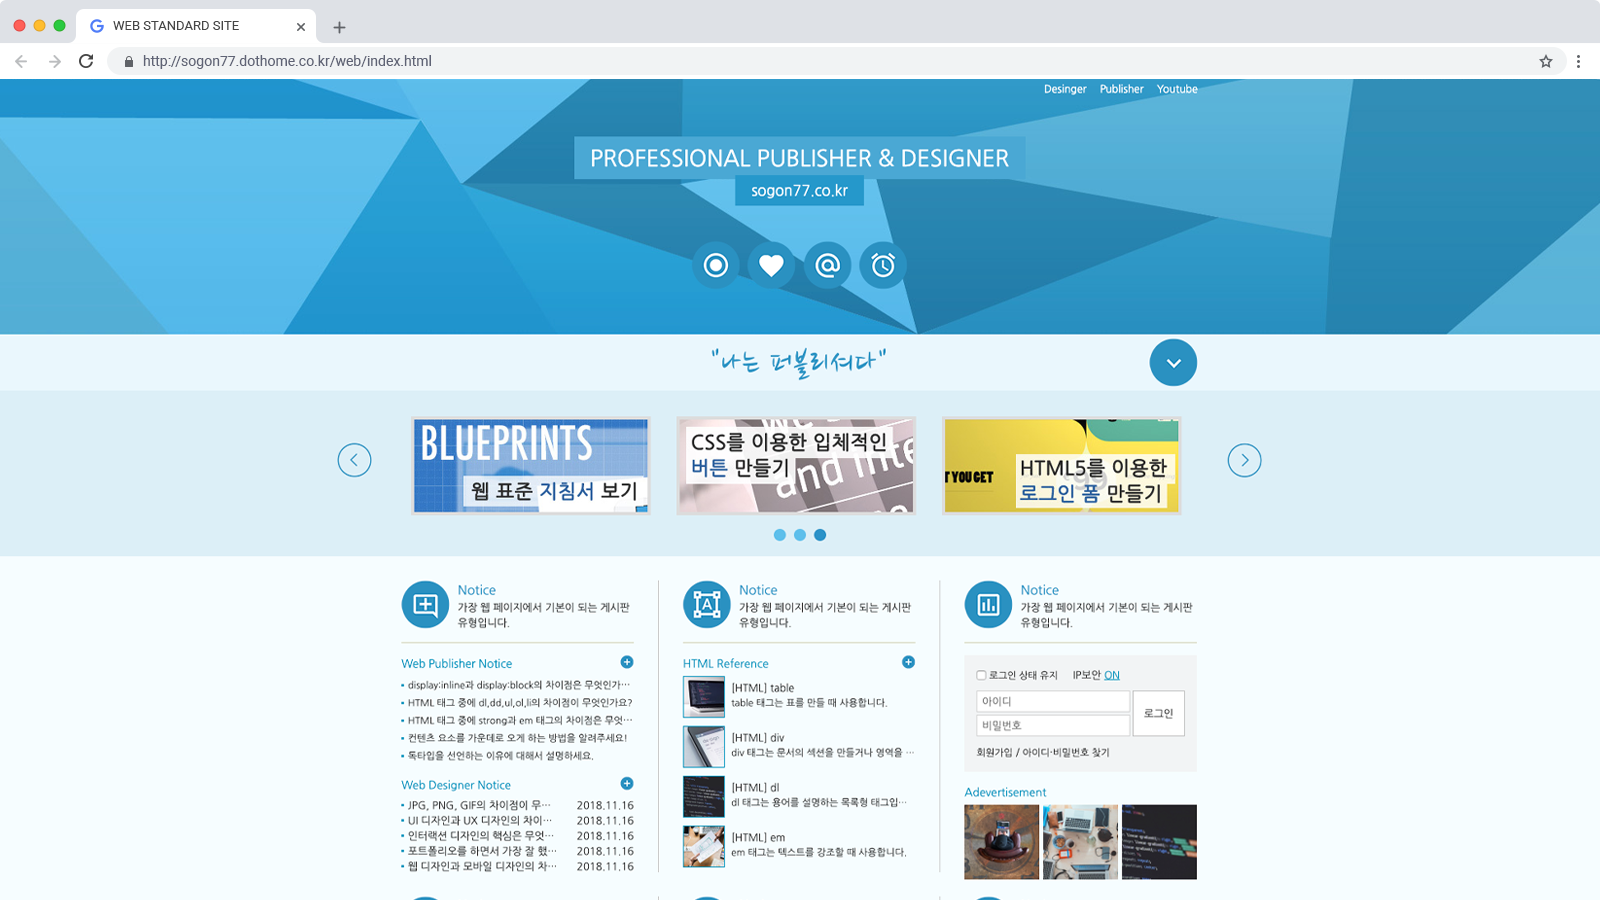 WEB STANDARD SITE
http://sogon77.dothome.co.kr/web/index.html
Desinger Publisher Youtube
PROFESSIONAL PUBLISHER & DESIGNER
sogon77.co.kr
"나는 퍼블리셔다"
BLUEPRINTS
웹 표준 지침서 보기
CSS를 이용한 입체적인
버튼 만들기
and inte
T YOU GET
HTML5를 이용한
로그인 폼 만들기
Notice
가장 웹 페이지에서 기본이 되는 게시판
유형입니다.
Web Publisher Notice
display:inline과 display:block의 차이점은 무엇인가…
HTML 태그 중에 dl,dd,ul,ol,li의 차이점이 무엇인가요?
HTML 태그 중에 strong과 em 태그의 차이점은 무엇…
컨텐츠 요소를 가운데로 오게 하는 방법을 알려주세요!
독타입을 선언하는 이유에 대해서 설명하세요.
Web Designer Notice
JPG, PNG, GIF의 차이점이 무… 2018.11.16
UI 디자인과 UX 디자인의 차이… 2018.11.16
인터랙션 디자인의 핵심은 무엇… 2018.11.16
포트폴리오를 하면서 가장 잘 했… 2018.11.16
웹 디자인과 모바일 디자인의 차… 2018.11.16
Notice
가장 웹 페이지에서 기본이 되는 게시판
유형입니다.
HTML Reference
[HTML] table
table 태그는 표를 만들 때 사용합니다.
[HTML] div
div 태그는 문서의 섹션을 만들거나 영역을 …
[HTML] dl
dl 태그는 용어를 설명하는 목록형 태그입…
[HTML] em
em 태그는 텍스트를 강조할 때 사용합니다.
Notice
가장 웹 페이지에서 기본이 되는 게시판
유형입니다.
로그인 상태 유지 IP보안 ON
아이디
비밀번호
로그인
회원가입 / 아이디·비밀번호 찾기
Adevertisement